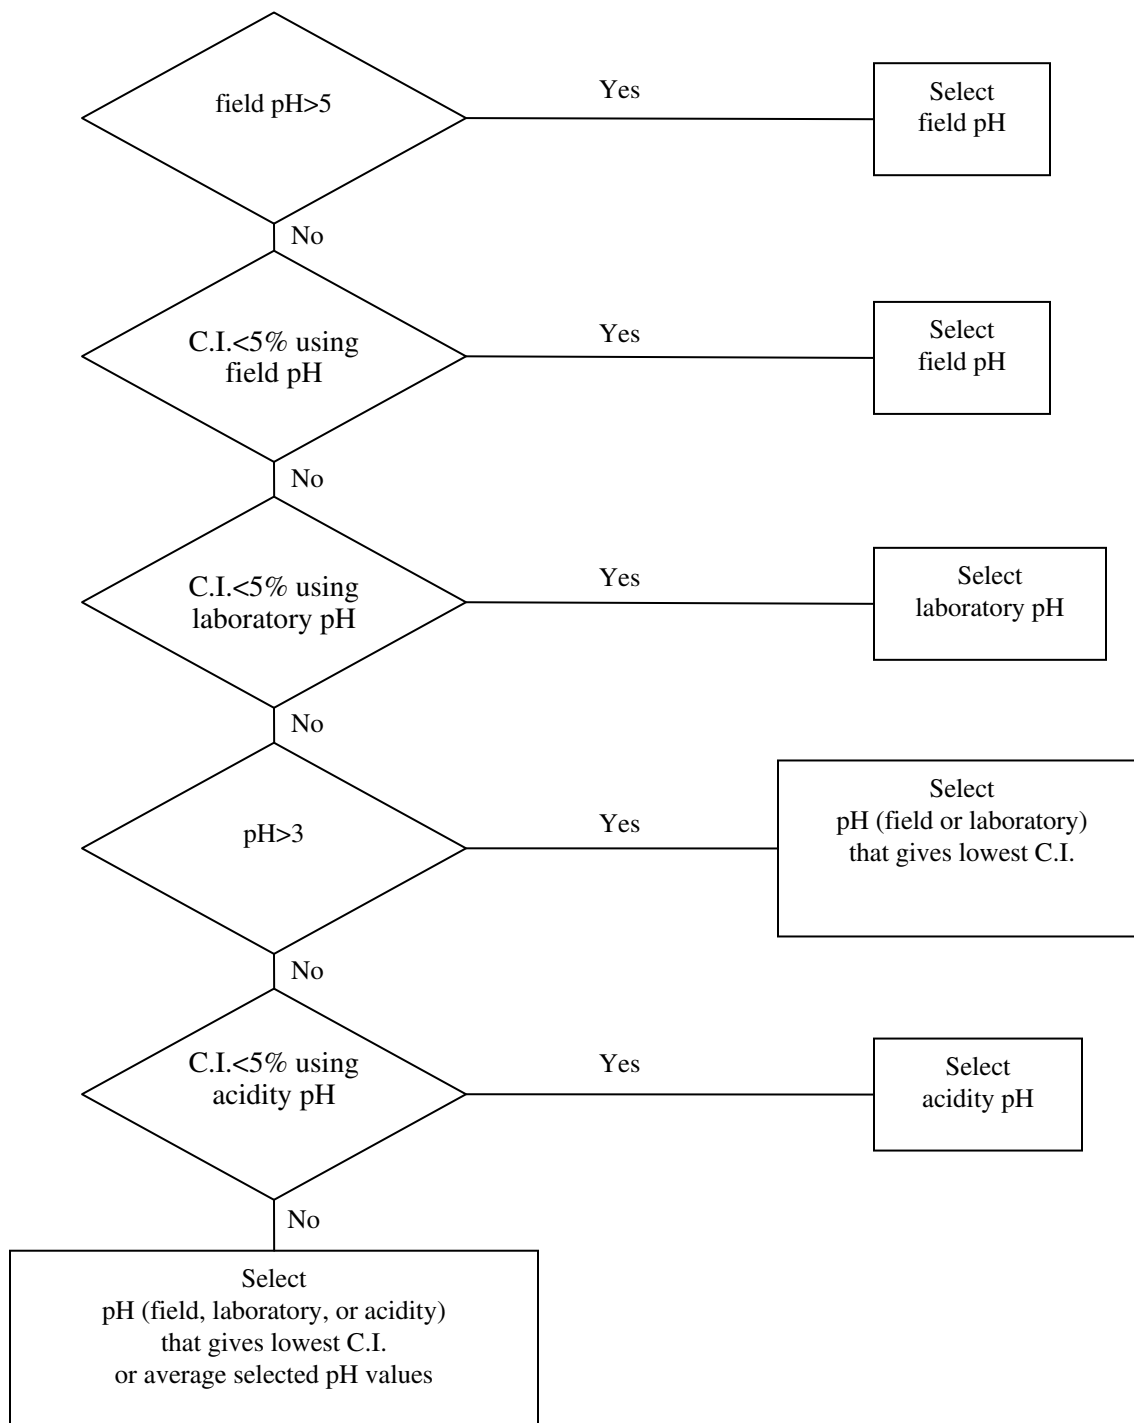 field pH>5
Yes
Select
field pH
No
C.I.<5% using
field pH
Yes
Select
field pH
No
C.I.<5% using
laboratory pH
Yes
Select
laboratory pH
No
pH>3
Yes
Select
pH (field or laboratory)
that gives lowest C.I.
No
C.I.<5% using
acidity pH
Yes
Select
acidity pH
No
Select
pH (field, laboratory, or acidity)
that gives lowest C.I.
or average selected pH values